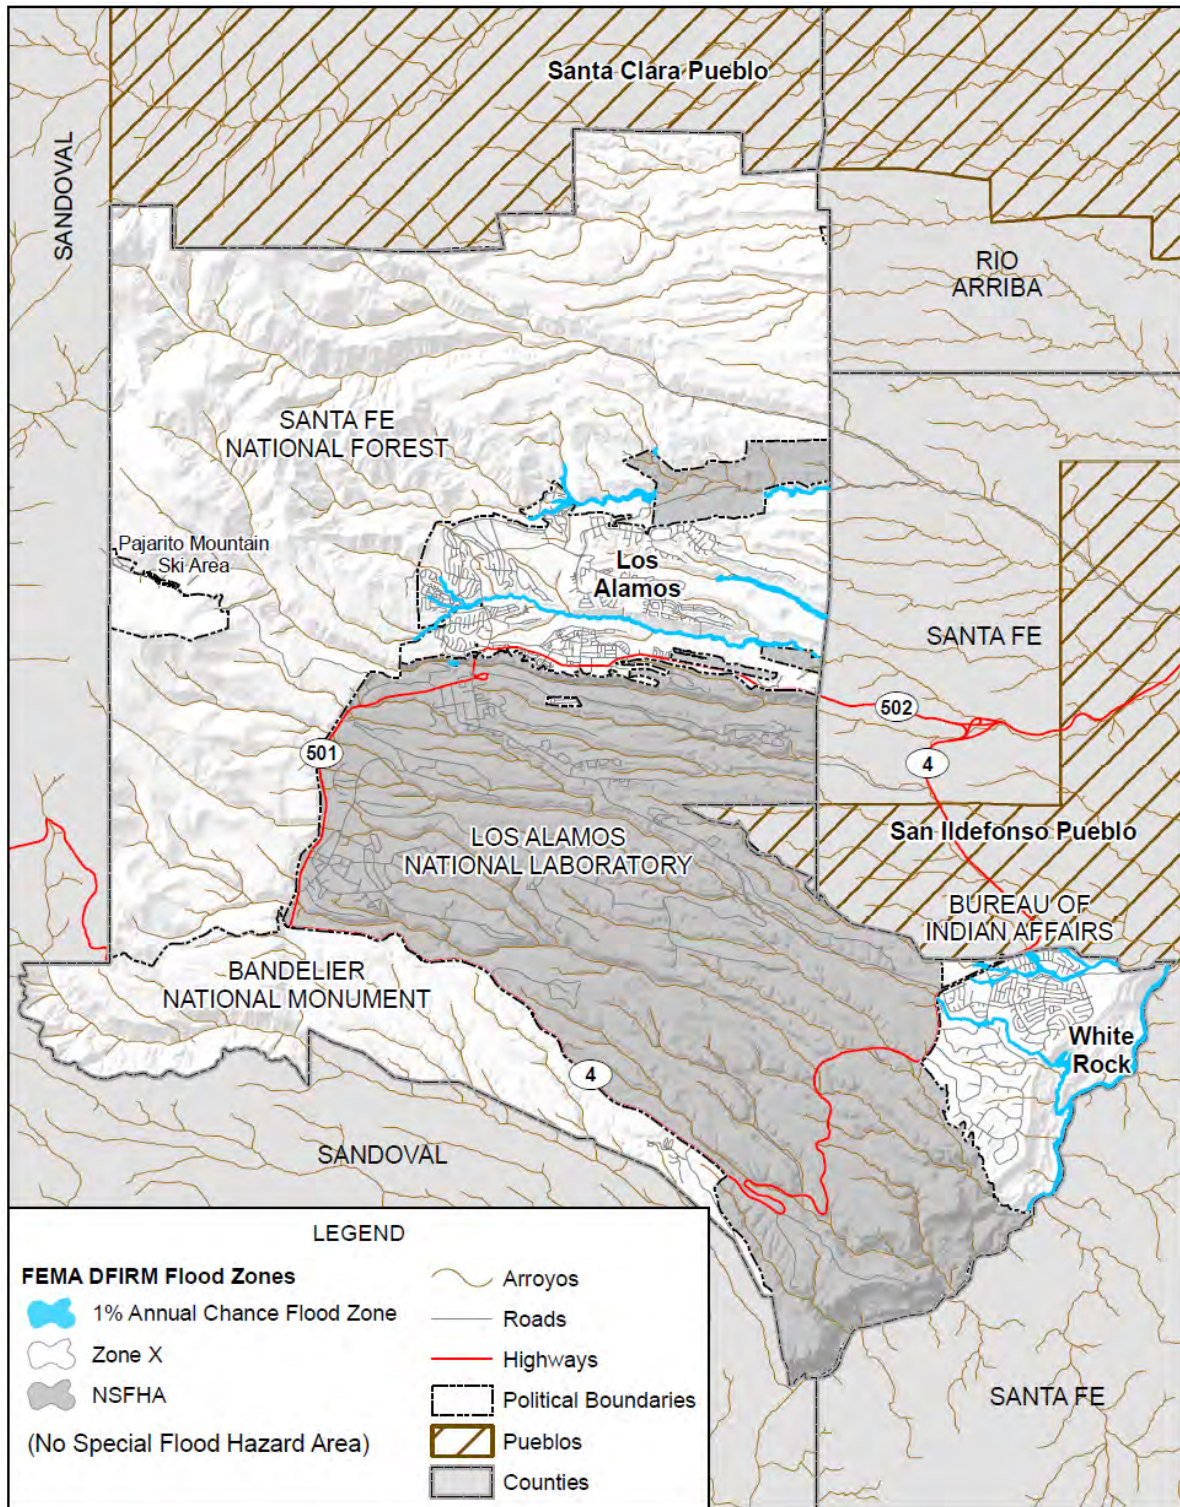 Santa Clara Pueblo
SANDOVAL
RIO
ARRIBA
SANTA FE
NATIONAL FOREST
Pajarito Mountain
Ski Area
Los
Alamos
SANTA FE
502
501
4
LOS ALAMOS
NATIONAL LABORATORY
San Ildefonso Pueblo
BUREAU OF
INDIAN AFFAIRS
BANDELIER
NATIONAL MONUMENT
White
Rock
4
SANDOVAL
SANTA FE
LEGEND
FEMA DFIRM Flood Zones
1% Annual Chance Flood Zone
Zone X
NSFHA
(No Special Flood Hazard Area)
Arroyos
Roads
Highways
Political Boundaries
Pueblos
Counties